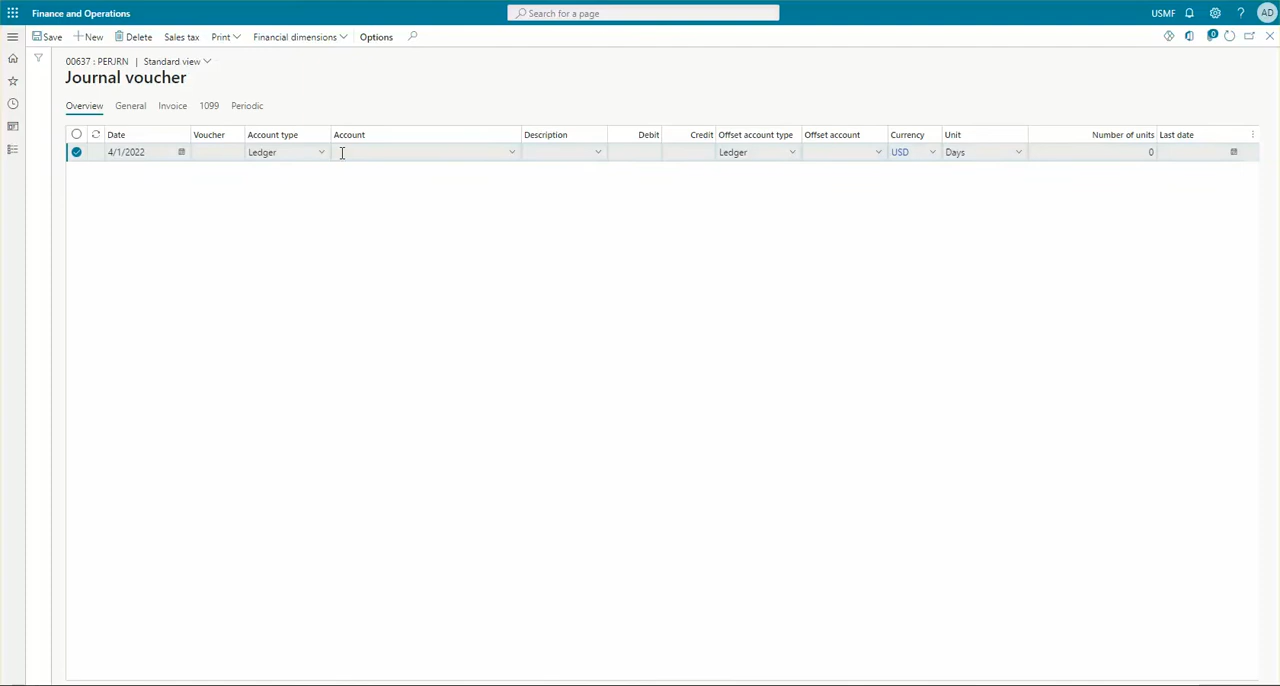 Finance and Operations Search for a page USMF ? AD
Save New Delete Sales tax Print Financial dimensions Options 0
00637 : PERJRN | Standard view
Journal voucher
Overview General Invoice 1099 Periodic
Date Voucher Account type Account Description Debit Credit Offset account type Offset account Currency Unit Number of units Last date
4/1/2022 Ledger Ledger USD Days 0